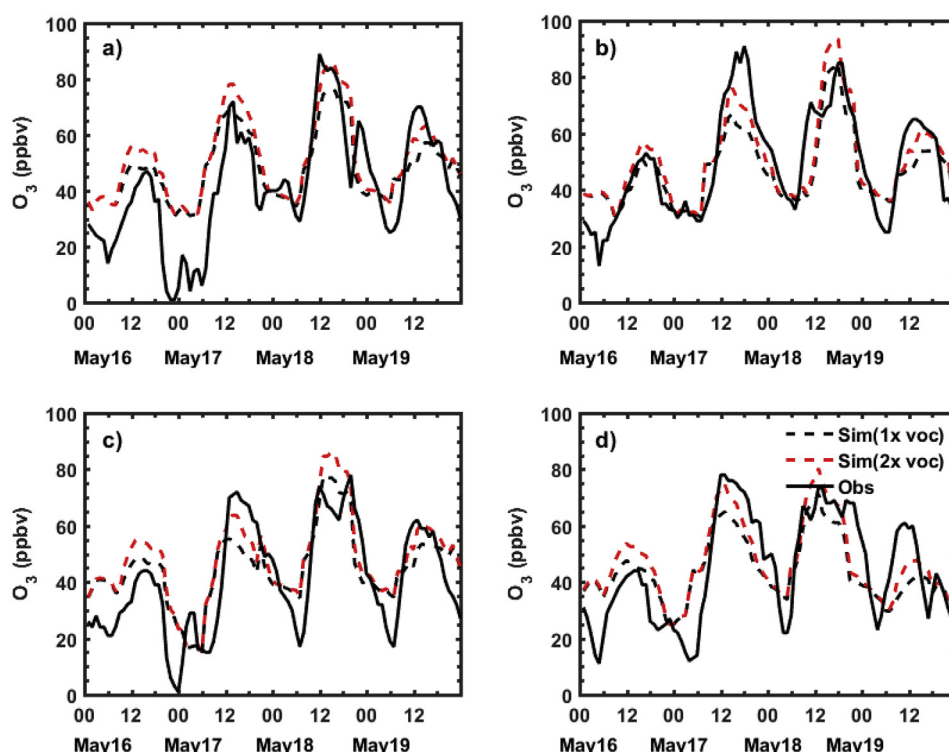 a)
O3 (ppbv)
100
80
60
40
20
0
00 12 00 12 00 12 00 12
May16 May17 May18 May19
b)
O3 (ppbv)
100
80
60
40
20
0
00 12 00 12 00 12 00 12
May16 May17 May18 May19
c)
O3 (ppbv)
100
80
60
40
20
0
00 12 00 12 00 12 00 12
May16 May17 May18 May19
d)
Sim(1x voc)
Sim(2x voc)
Obs
O3 (ppbv)
100
80
60
40
20
0
00 12 00 12 00 12 00 12
May16 May17 May18 May19